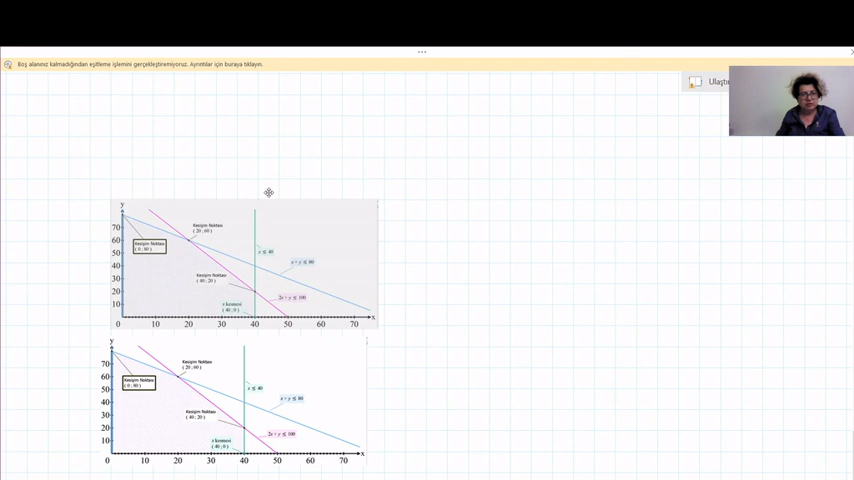 Boş alanınız kalmadığından eşitleme işlemini gerçekleştiremiyoruz. Ayrıntılar için buraya tıklayın.
y
70
60
50
40
30
20
10
0
10
20
30
40
50
60
70
x
Kesişim Noktası
( 20 ; 60 )
Kesişim Noktası
( 0 ; 80 )
x ≤ 40
x + y ≤ 80
Kesişim Noktası
( 40 ; 20 )
2x + y ≤ 100
x kesmesi
( 40 ; 0 )
y
70
60
50
40
30
20
10
0
10
20
30
40
50
60
70
x
Kesişim Noktası
( 20 ; 60 )
Kesişim Noktası
( 0 ; 80 )
x ≤ 40
x + y ≤ 80
Kesişim Noktası
( 40 ; 20 )
2x + y ≤ 100
x kesmesi
( 40 ; 0 )